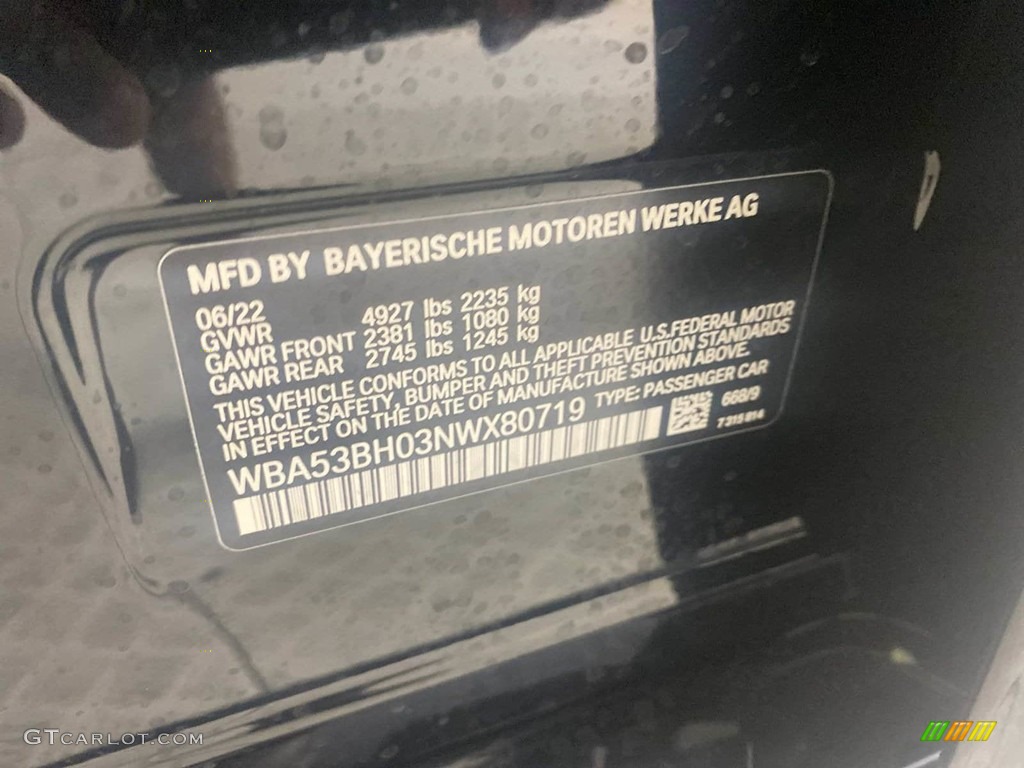 MFD BY BAYERISCHE MOTOREN WERKE AG
06/22
GVWR 4927 lbs 2235 kg
GAWR FRONT 2381 lbs 1080 kg
GAWR REAR 2745 lbs 1245 kg
THIS VEHICLE CONFORMS TO ALL APPLICABLE U.S.FEDERAL MOTOR
VEHICLE SAFETY, BUMPER AND THEFT PREVENTION STANDARDS
IN EFFECT ON THE DATE OF MANUFACTURE SHOWN ABOVE.
WBA53BH03NWX80719 TYPE: PASSENGER CAR
668/9
7315814
GTCARLOT.COM